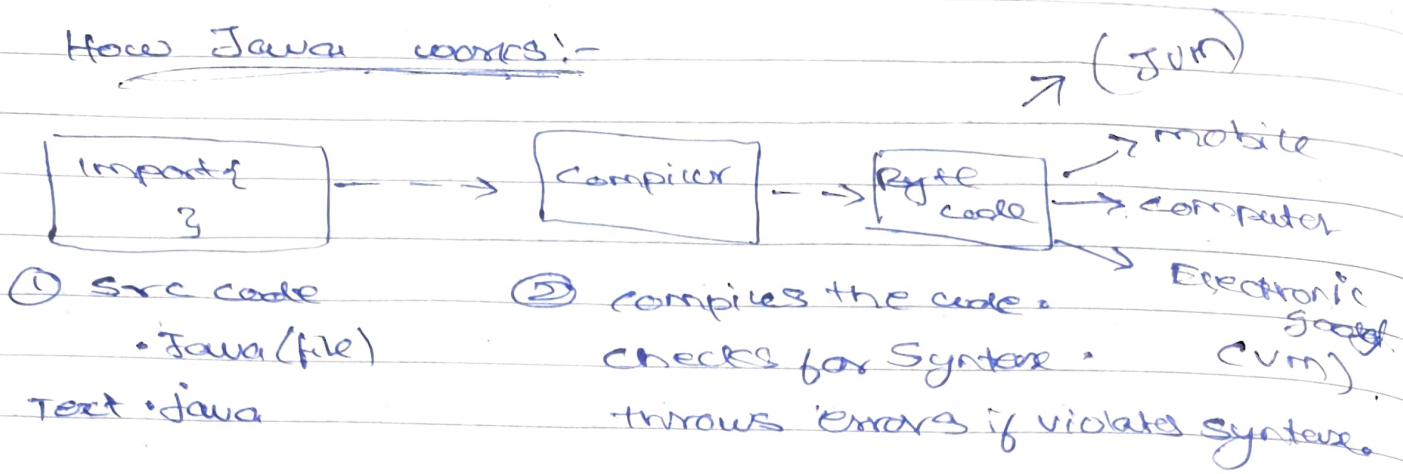 How Java works:-
(JVM)
Import {
}
Compiler
Byte
code
mobile
computer
Electronic
goods.
(VM)
① Src code
.Java (file)
Text.java
② compiles the code.
checks for Syntax.
throws errors if violates syntax.